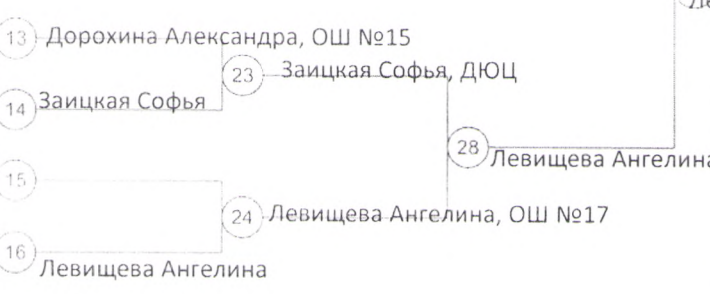 Де
13 Дорохина Александра, ОШ №15
23 Заицкая Софья, ДЮЦ
14 Заицкая Софья
28 Левищева Ангелина
15
24 Левищева Ангелина, ОШ №17
16 Левищева Ангелина